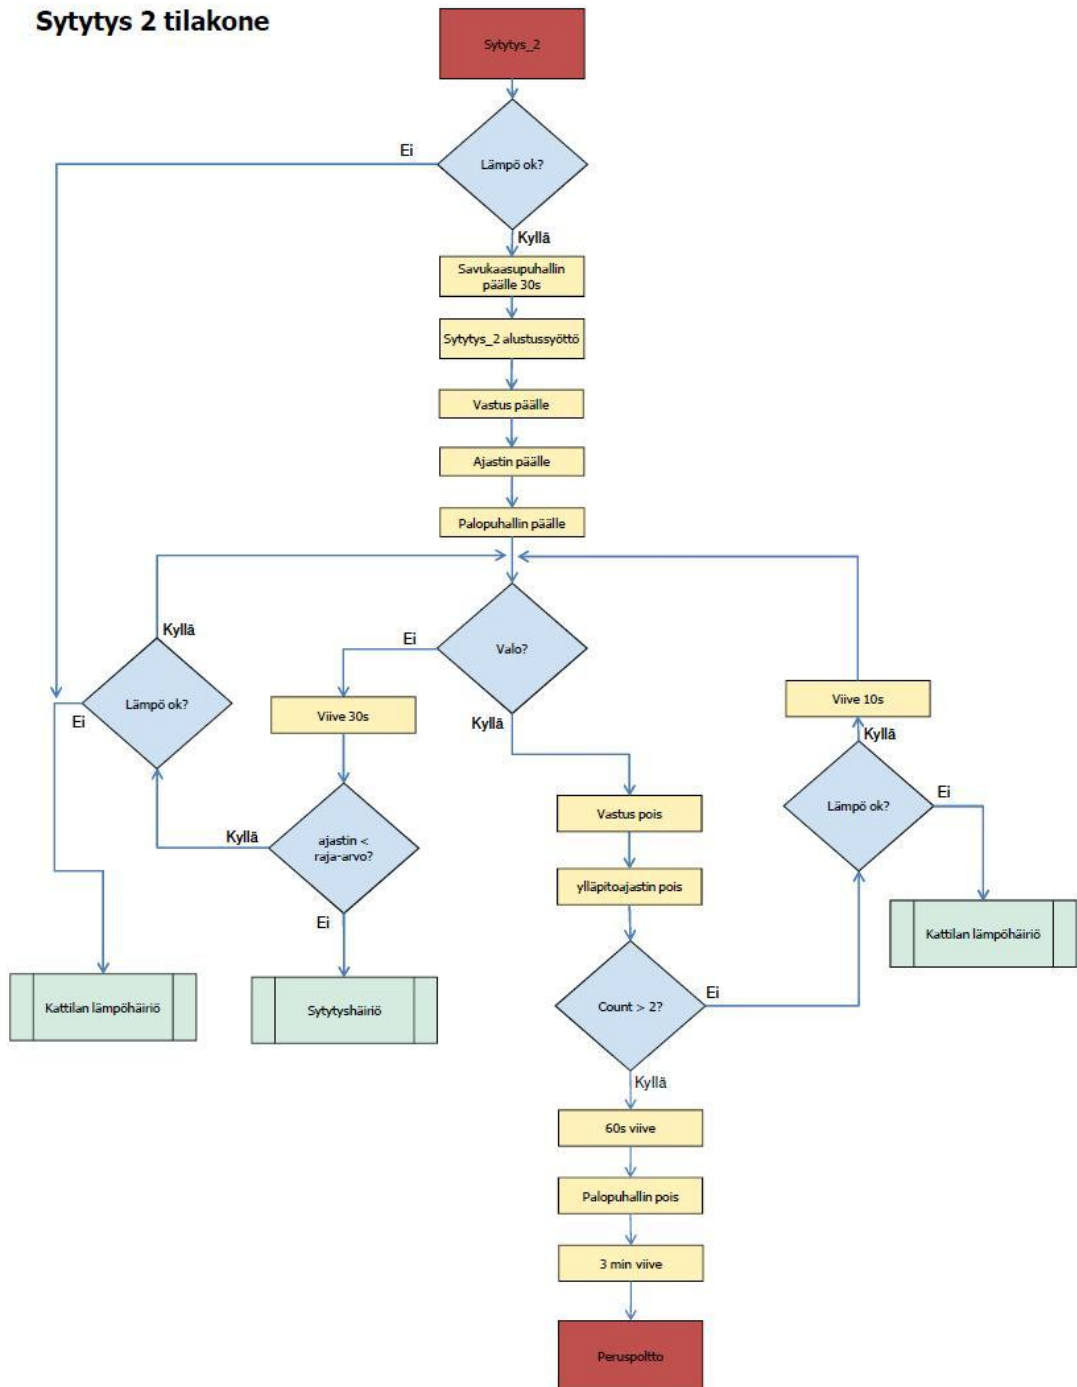 Sytytys 2 tilakone
Sytytys_2
Ei
Lämpö ok?
Kyllä
Savukaasupuhallin
päälle 30s
Sytytys_2 alustussyöttö
Vastus päälle
Ajastin päälle
Palopuhallin päälle
Kyllä
Ei
Valo?
Lämpö ok?
Ei
Viive 30s
Kyllä
Viive 10s
Kyllä
Lämpö ok?
Ei
Vastus pois
Kyllä
ajastin <
raja-arvo?
Ei
ylläpitoajastin pois
Kattilan lämpöhäiriö
Kattilan lämpöhäiriö
Sytytyshäiriö
Count > 2?
Ei
Kyllä
60s viive
Palopuhallin pois
3 min viive
Peruspoltto